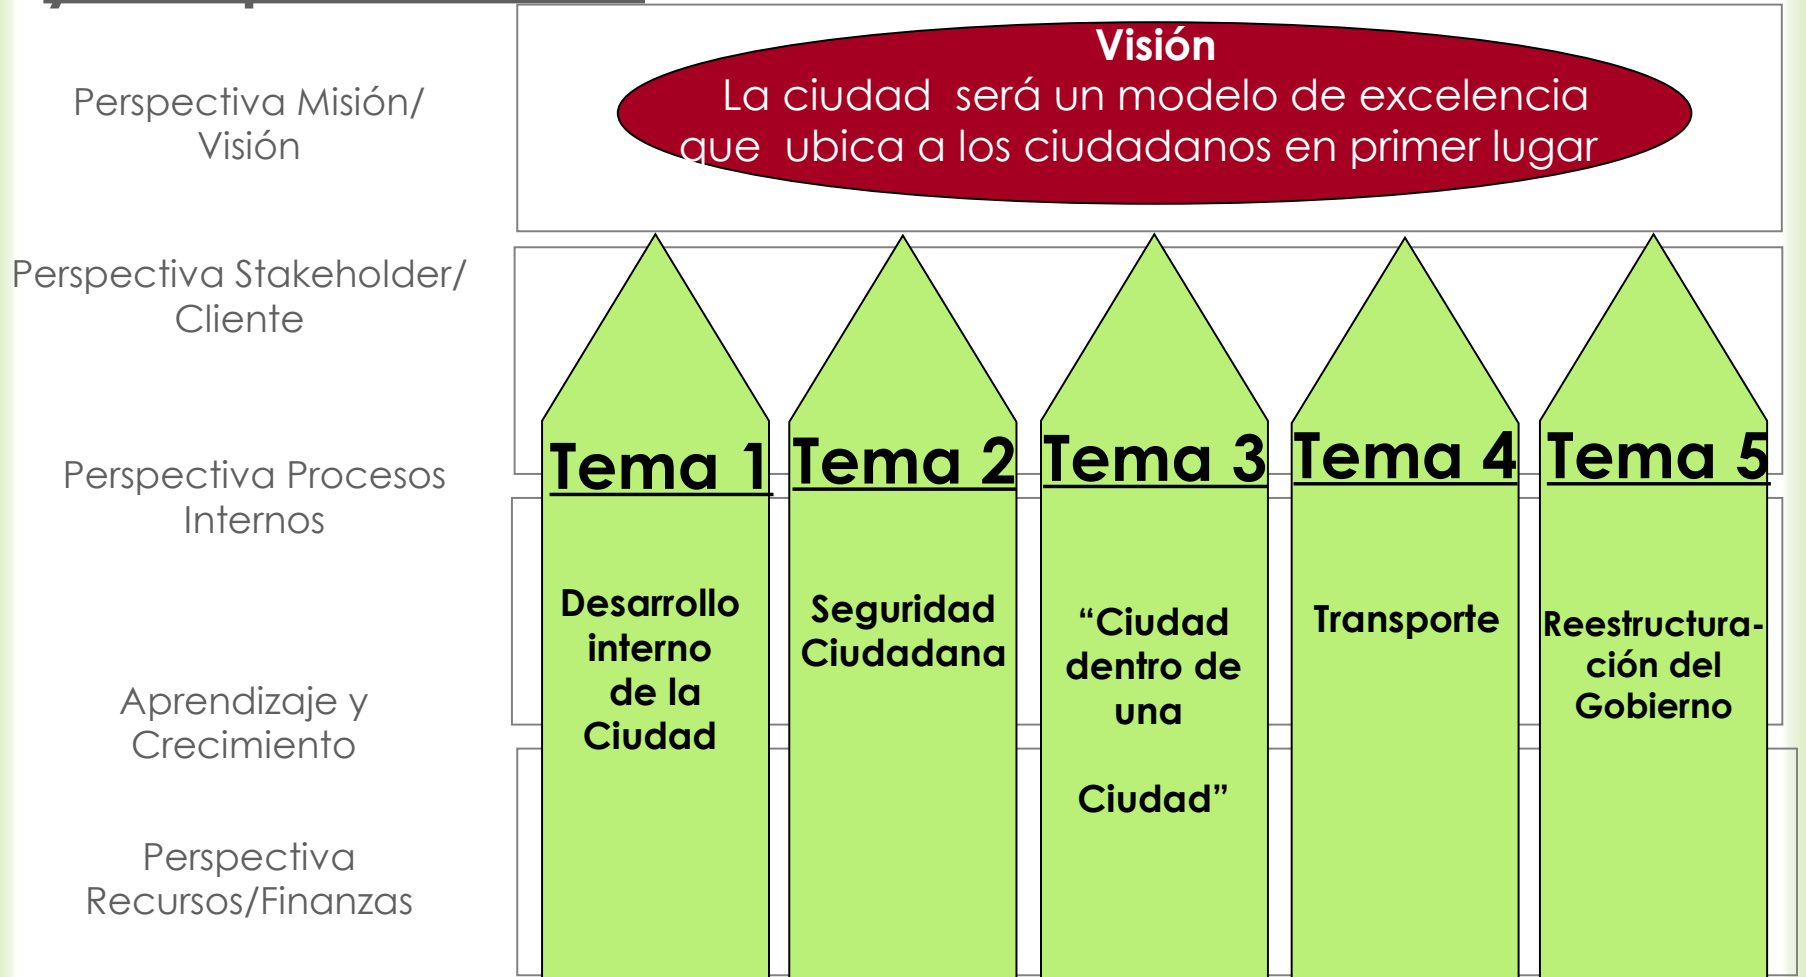 Visión
La ciudad será un modelo de excelencia
que ubica a los ciudadanos en primer lugar
Perspectiva Misión/
Visión
Perspectiva Stakeholder/
Cliente
Perspectiva Procesos
Internos
Aprendizaje y
Crecimiento
Perspectiva
Recursos/Finanzas
Tema 1
Desarrollo
interno
de la
Ciudad
Tema 2
Seguridad
Ciudadana
Tema 3
“Ciudad
dentro de
una
Ciudad”
Tema 4
Transporte
Tema 5
Reestructura-
ción del
Gobierno